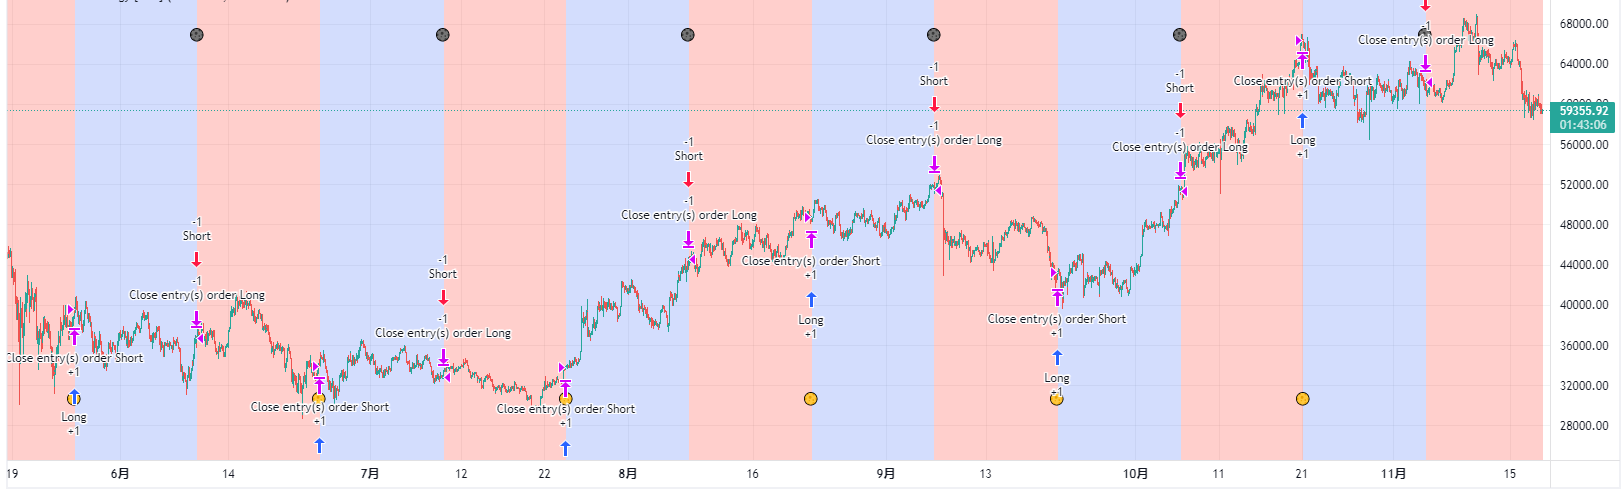 68000.00
-1
Close entry(s) order Long
-1
Short
-1
Short
64000.00
Close entry(s) order Short
+1
59355.92
01:43:06
-1
Close entry(s) order Long
-1
Close entry(s) order Long
Long
+1
56000.00
-1
Short
52000.00
-1
Close entry(s) order Long
48000.00
-1
Short
Close entry(s) order Short
+1
44000.00
-1
Short
-1
Close entry(s) order Long
40000.00
Long
+1
Close entry(s) order Short
+1
-1
Close entry(s) order Long
36000.00
Close entry(s) order Short
+1
Long
+1
32000.00
Close entry(s) order Short
+1
Close entry(s) order Short
+1
Long
+1
28000.00
19 6月 14 7月 12 22 8月 16 9月 13 10月 11 21 11月 15